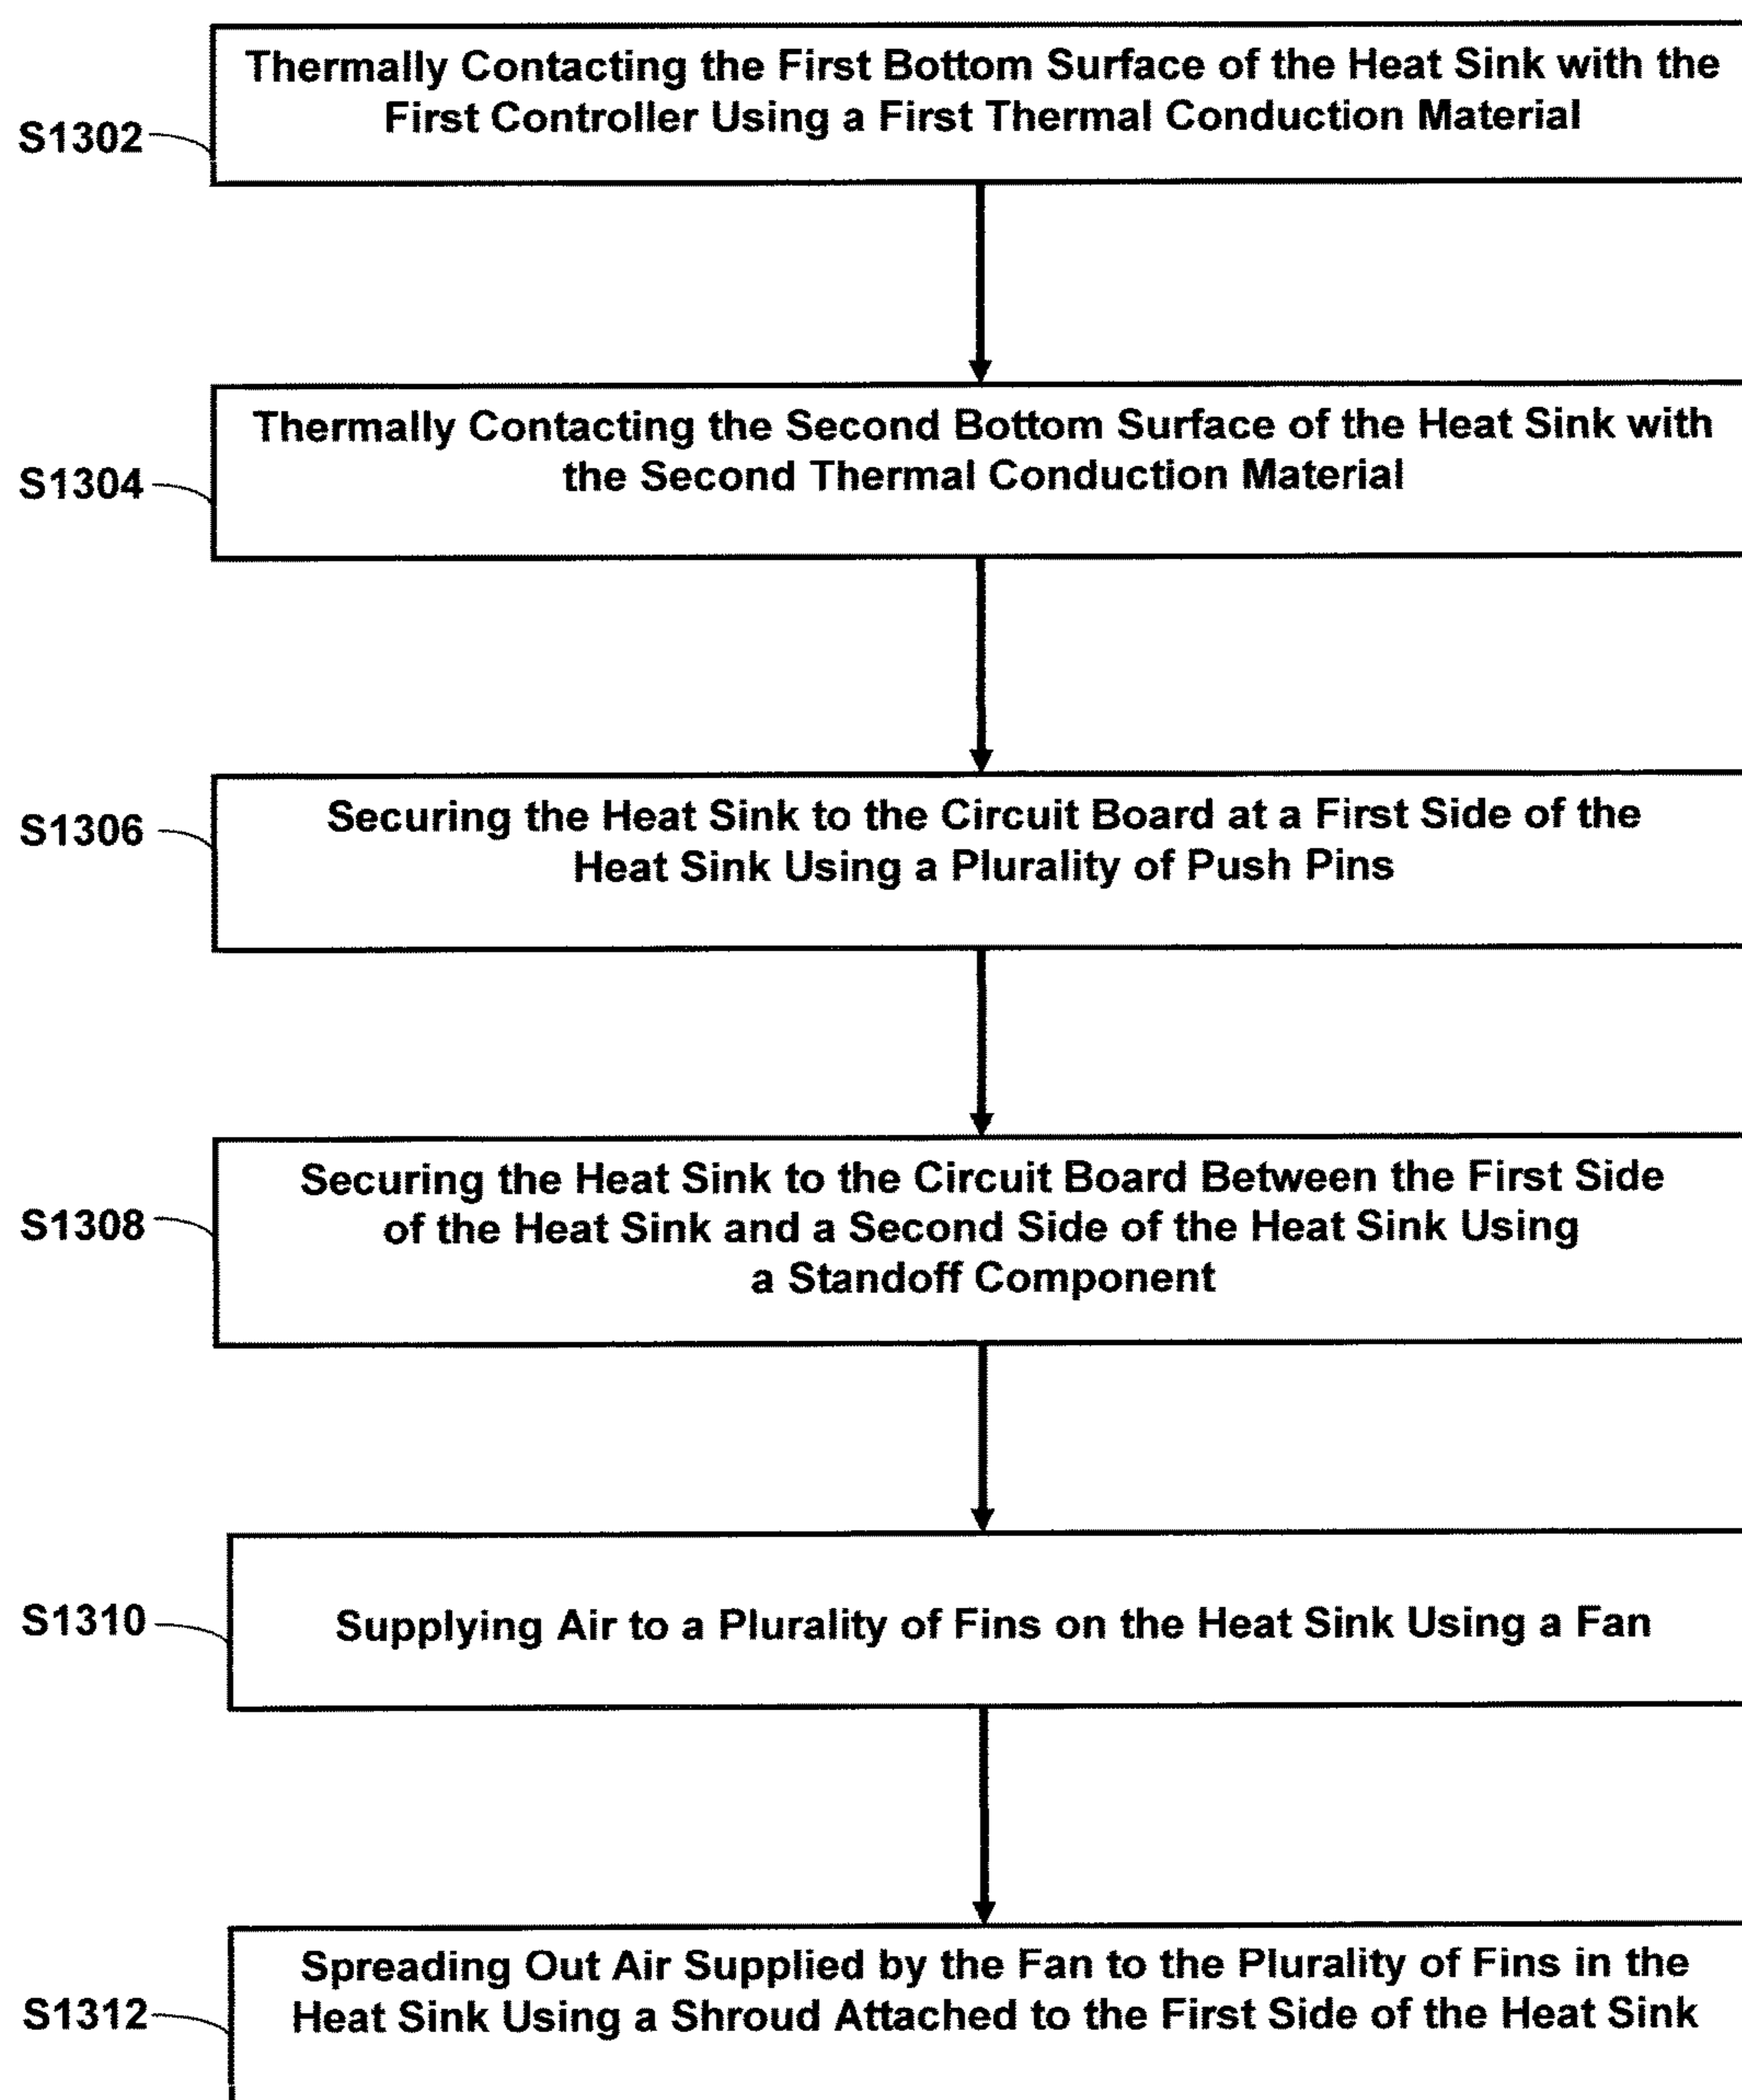 Thermally Contacting the First Bottom Surface of the Heat Sink with the
First Controller Using a First Thermal Conduction Material
S1302
Thermally Contacting the Second Bottom Surface of the Heat Sink with
the Second Thermal Conduction Material
S1304
Securing the Heat Sink to the Circuit Board at a First Side of the
Heat Sink Using a Plurality of Push Pins
S1306
Securing the Heat Sink to the Circuit Board Between the First Side
of the Heat Sink and a Second Side of the Heat Sink Using
a Standoff Component
S1308
Supplying Air to a Plurality of Fins on the Heat Sink Using a Fan
S1310
Spreading Out Air Supplied by the Fan to the Plurality of Fins in the
Heat Sink Using a Shroud Attached to the First Side of the Heat Sink
S1312